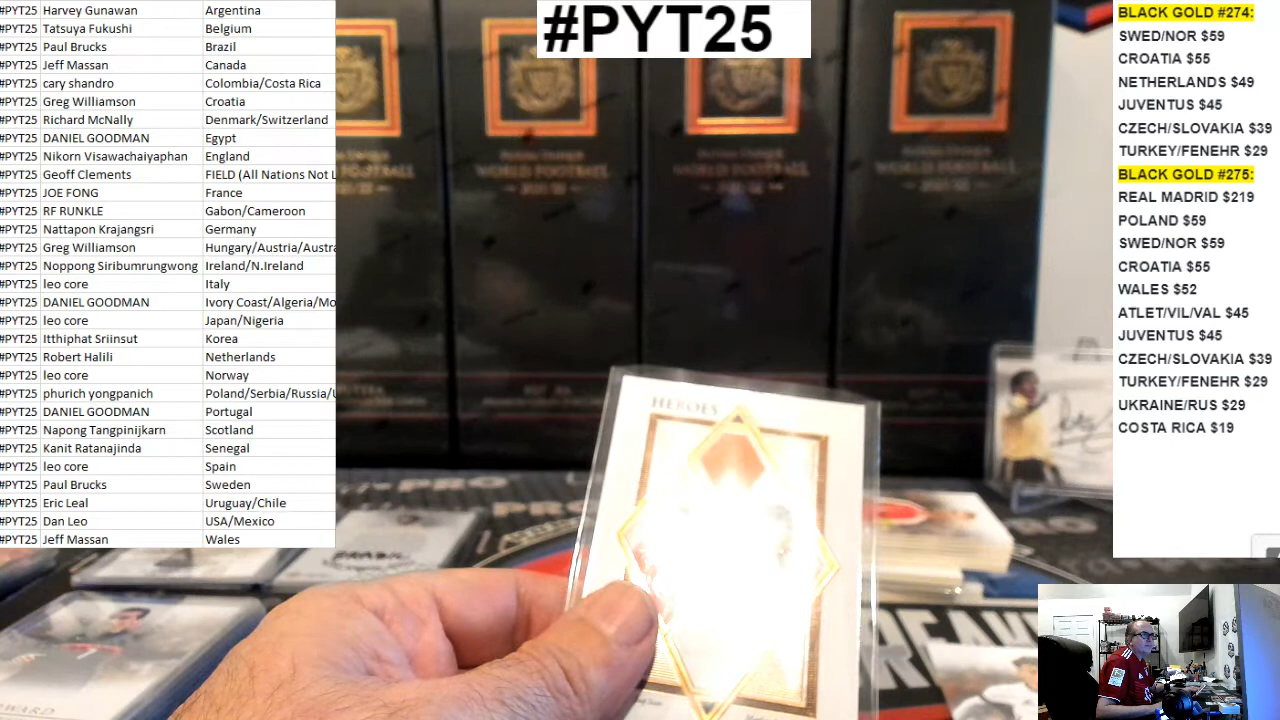 #PYT25 Harvey Gunawan Argentina
#PYT25 Tatsuya Fukushi Belgium
#PYT25 Paul Brucks Brazil
#PYT25 Jeff Massan Canada
#PYT25 cary shandro Colombia/Costa Rica
#PYT25 Greg Williamson Croatia
#PYT25 Richard McNally Denmark/Switzerland
#PYT25 DANIEL GOODMAN Egypt
#PYT25 Nikorn Visawachaiyaphan England
#PYT25 Geoff Clements FIELD (All Nations Not L
#PYT25 JOE FONG France
#PYT25 RF RUNKLE Gabon/Cameroon
#PYT25 Nattapon Krajangsri Germany
#PYT25 Greg Williamson Hungary/Austria/Austra
#PYT25 Noppong Siribumrungwong Ireland/N.Ireland
#PYT25 leo core Italy
#PYT25 DANIEL GOODMAN Ivory Coast/Algeria/Mo
#PYT25 leo core Japan/Nigeria
#PYT25 Itthiphat Sriinsut Korea
#PYT25 Robert Halili Netherlands
#PYT25 leo core Norway
#PYT25 phurich yongpanich Poland/Serbia/Russia/U
#PYT25 DANIEL GOODMAN Portugal
#PYT25 Napong Tangpinijkarn Scotland
#PYT25 Kanit Ratanajinda Senegal
#PYT25 leo core Spain
#PYT25 Paul Brucks Sweden
#PYT25 Eric Leal Uruguay/Chile
#PYT25 Dan Leo USA/Mexico
#PYT25 Jeff Massan Wales
#PYT25
HEROES
BLACK GOLD #274:
SWED/NOR $59
CROATIA $55
NETHERLANDS $49
JUVENTUS $45
CZECH/SLOVAKIA $39
TURKEY/FENEHR $29
BLACK GOLD #275:
REAL MADRID $219
POLAND $59
SWED/NOR $59
CROATIA $55
WALES $52
ATLET/VIL/VAL $45
JUVENTUS $45
CZECH/SLOVAKIA $39
TURKEY/FENEHR $29
UKRAINE/RUS $29
COSTA RICA $19